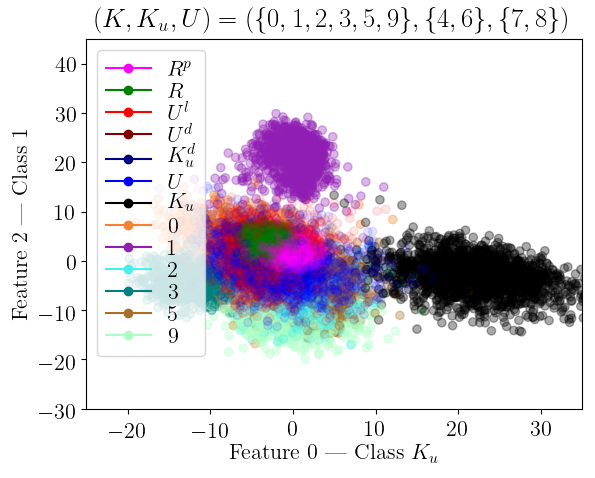 (K, K_u, U) = ({0, 1, 2, 3, 5, 9}, {4, 6}, {7, 8})
Feature 2 — Class 1
40
30
20
10
0
−10
−20
−30
R^p
R
U^l
U^d
K_u^d
U
K_u
0
1
2
3
5
9
−20
−10
0
10
20
30
Feature 0 — Class K_u